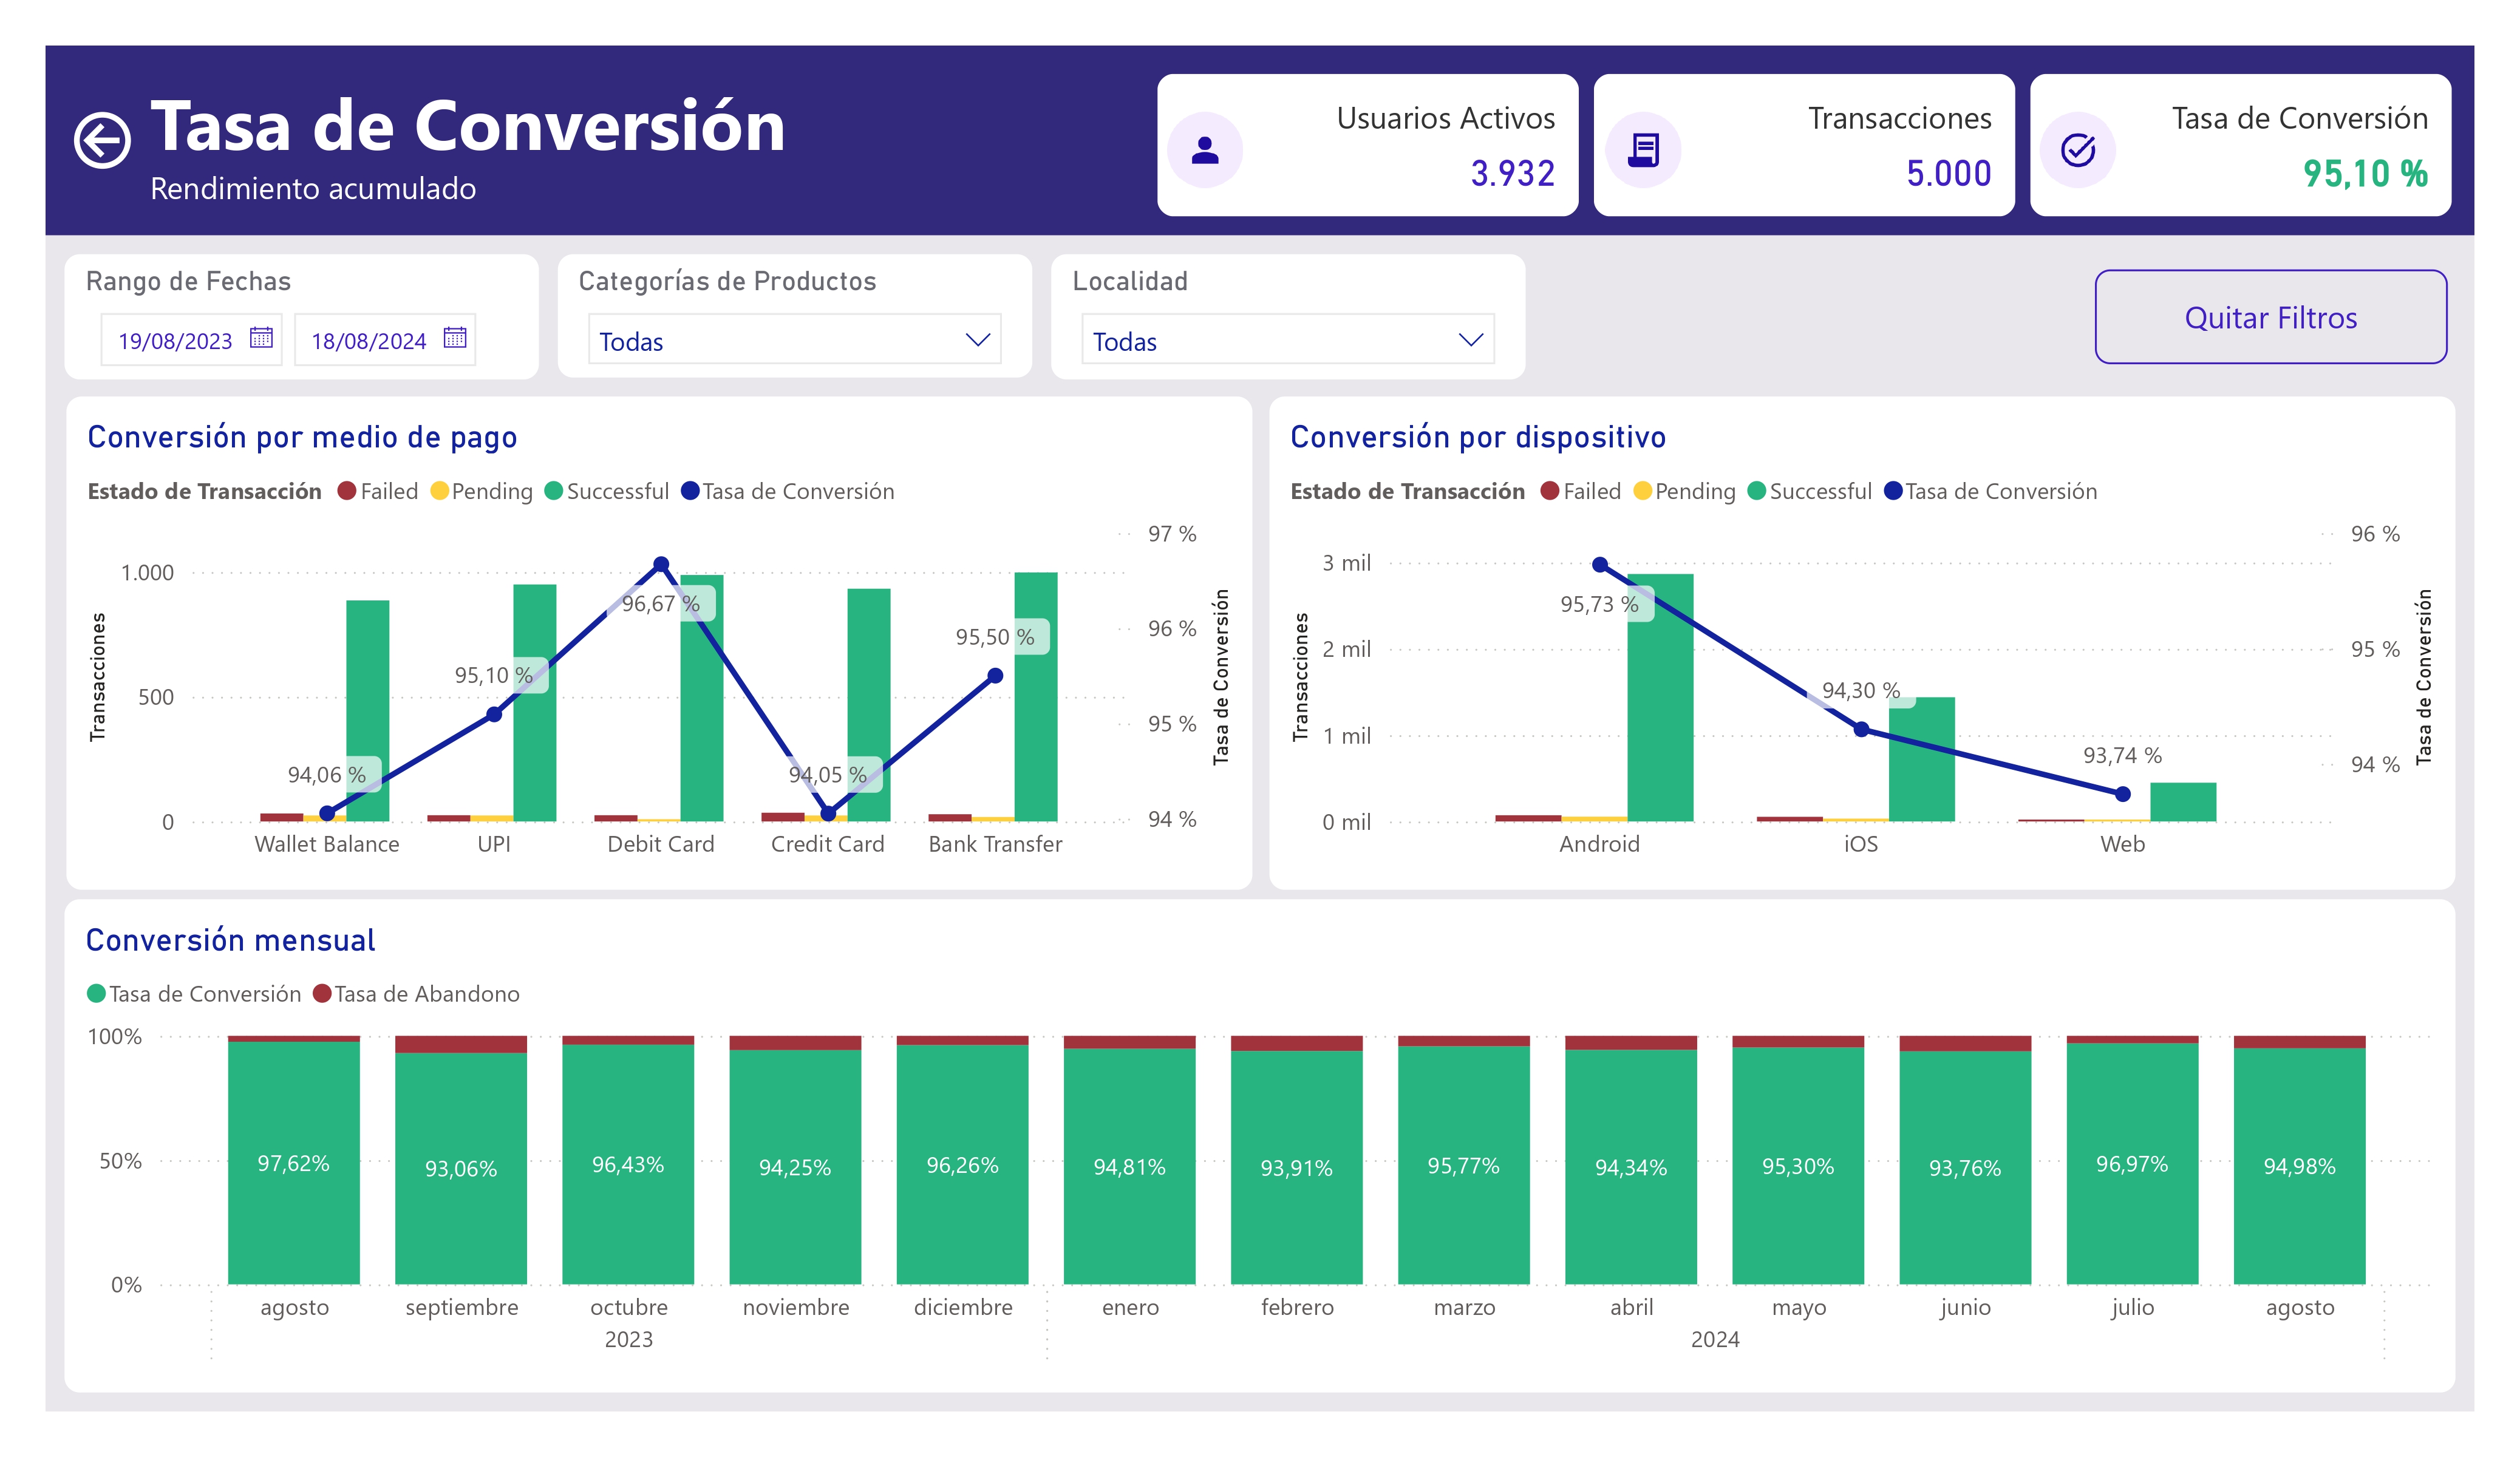 Tasa de Conversión
Rendimiento acumulado
Usuarios Activos
3.932
Transacciones
5.000
Tasa de Conversión
95,10 %
Rango de Fechas
19/08/2023
18/08/2024
Categorías de Productos
Todas
Localidad
Todas
Quitar Filtros
Conversión por medio de pago
Estado de Transacción Failed Pending Successful Tasa de Conversión
Transacciones
1.000
500
0
94,06 %
95,10 %
96,67 %
94,05 %
95,50 %
97 %
96 %
95 %
94 %
Tasa de Conversión
Wallet Balance UPI Debit Card Credit Card Bank Transfer
Conversión por dispositivo
Estado de Transacción Failed Pending Successful Tasa de Conversión
Transacciones
3 mil
2 mil
1 mil
0 mil
95,73 %
94,30 %
93,74 %
96 %
95 %
94 %
Tasa de Conversión
Android iOS Web
Conversión mensual
Tasa de Conversión Tasa de Abandono
100%
50%
0%
97,62% 93,06% 96,43% 94,25% 96,26% 94,81% 93,91% 95,77% 94,34% 95,30% 93,76% 96,97% 94,98%
agosto septiembre octubre noviembre diciembre enero febrero marzo abril mayo junio julio agosto
2023 2024